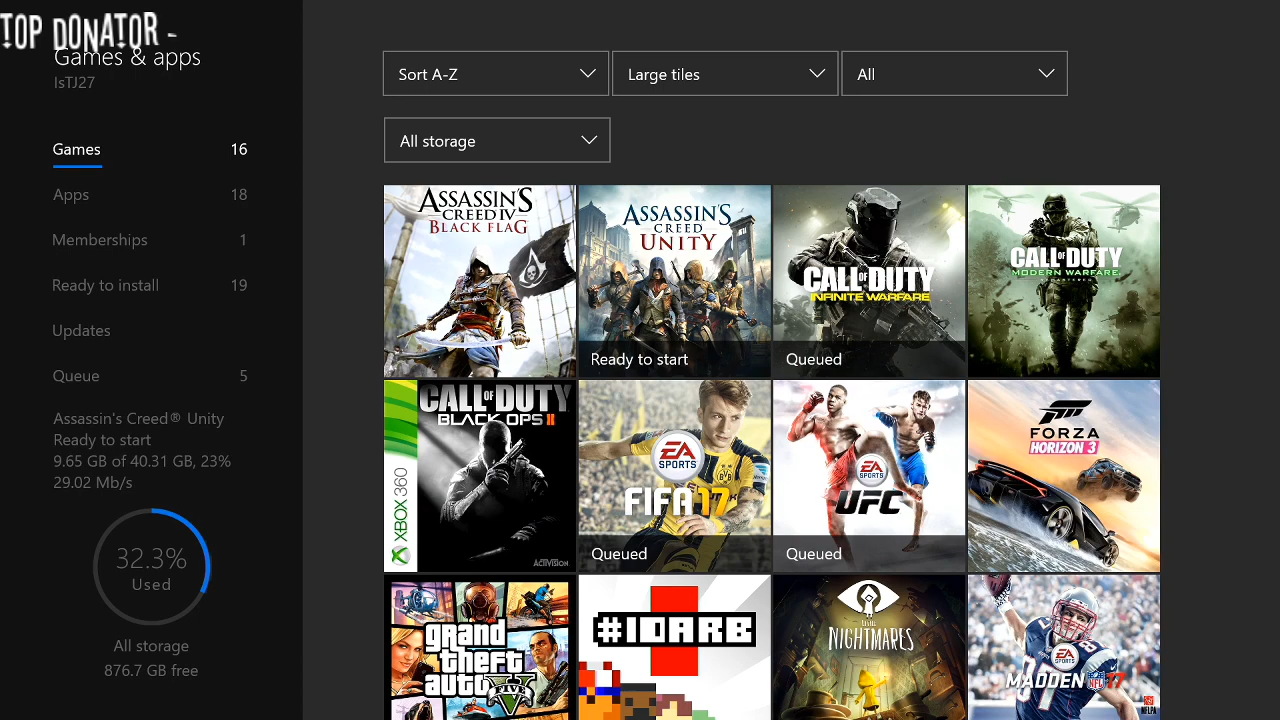 TOP DONATOR -
Games & apps
IsTJ27
Games 16
Apps 18
Memberships 1
Ready to install 19
Updates
Queue 5
Assassin's Creed® Unity
Ready to start
9.65 GB of 40.31 GB, 23%
29.02 Mb/s
32.3%
Used
All storage
876.7 GB free
Sort A-Z
Large tiles
All
All storage
ASSASSIN'S
CREED IV
BLACK FLAG
ASSASSIN'S
CREED
UNITY
Ready to start
CALL OF DUTY
INFINITE WARFARE
Queued
CALL OF DUTY
MODERN WARFARE
REMASTERED
XBOX 360
CALL OF DUTY
BLACK OPS II
ACTIVISION
EA
SPORTS
FIFA 17
Queued
EA
SPORTS
UFC
Queued
FORZA
HORIZON 3
grand
theft
auto
FIVE
#IDARB
LITTLE
NIGHTMARES
EA
SPORTS
MADDEN NFL 17
NFLPA